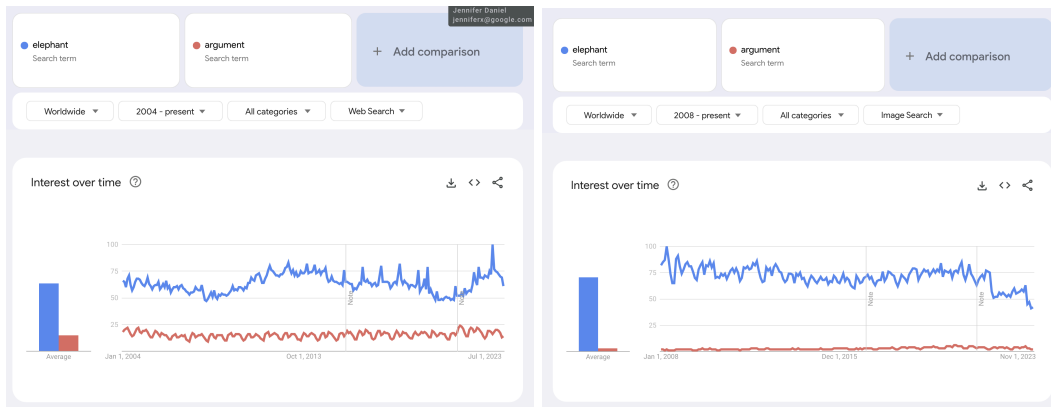 Jennifer Daniel
jenniferx@google.com
elephant
Search term
argument
Search term
+ Add comparison
Worldwide
2004 - present
All categories
Web Search
Interest over time
100
75
50
25
Note
Average
Jan 1, 2004
Oct 1, 2013
Jul 1, 2023
elephant
Search term
argument
Search term
+ Add comparison
Worldwide
2008 - present
All categories
Image Search
Interest over time
100
75
50
25
Note
Note
Average
Jan 1, 2008
Dec 1, 2015
Nov 1, 2023